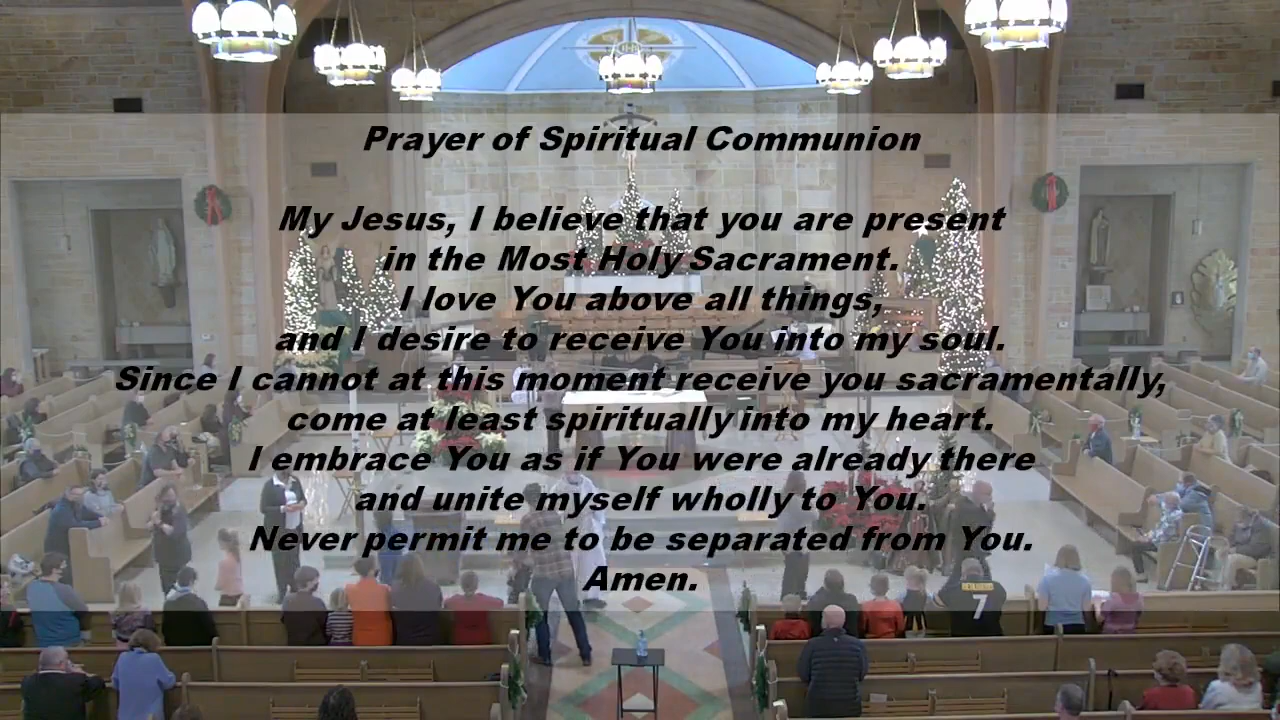 Prayer of Spiritual Communion
My Jesus, I believe that you are present
in the Most Holy Sacrament.
I love You above all things,
and I desire to receive You into my soul.
Since I cannot at this moment receive you sacramentally,
come at least spiritually into my heart.
I embrace You as if You were already there
and unite myself wholly to You.
Never permit me to be separated from You.
Amen.
7